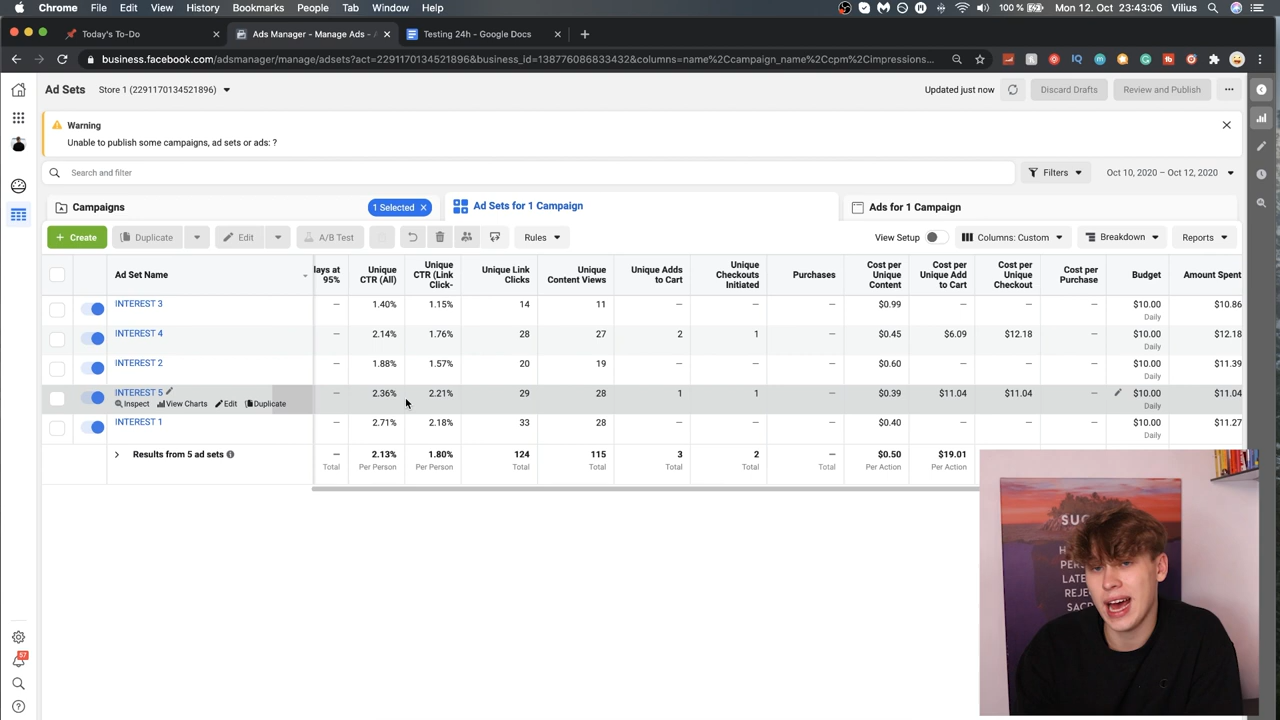 Chrome File Edit View History Bookmarks People Tab Window Help 100 % Mon 12. Oct 23:43:06 Vilius
Today's To-Do
Ads Manager - Manage Ads -
Testing 24h - Google Docs
business.facebook.com/adsmanager/manage/adsets?act=2291170134521896&business_id=138776086833432&columns=name%2Ccampaign_name%2Ccpm%2Cimpressions...
Ad Sets Store 1 (2291170134521896) Updated just now Discard Drafts Review and Publish
Warning
Unable to publish some campaigns, ad sets or ads: ?
Search and filter Filters Oct 10, 2020 – Oct 12, 2020
Campaigns 1 Selected Ad Sets for 1 Campaign Ads for 1 Campaign
+ Create Duplicate Edit A/B Test Rules View Setup Columns: Custom Breakdown Reports
Ad Set Name lays at 95% Unique CTR (All) Unique CTR (Link Click- Unique Link Clicks Unique Content Views Unique Adds to Cart Unique Checkouts Initiated Purchases Cost per Unique Content Cost per Unique Add to Cart Cost per Unique Checkout Cost per Purchase Budget Amount Spent
INTEREST 3 — 1.40% 1.15% 14 11 — — — $0.99 — — — $10.00 $10.86
Daily
INTEREST 4 — 2.14% 1.76% 28 27 2 1 — $0.45 $6.09 $12.18 — $10.00 $12.18
Daily
INTEREST 2 — 1.88% 1.57% 20 19 — — — $0.60 — — — $10.00 $11.39
Daily
INTEREST 5 — 2.36% 2.21% 29 28 1 1 — $0.39 $11.04 $11.04 — $10.00 $11.04
Inspect View Charts Edit Duplicate Daily
INTEREST 1 — 2.71% 2.18% 33 28 — — — $0.40 — — — $10.00 $11.27
Daily
Results from 5 ad sets — 2.13% 1.80% 124 115 3 2 — $0.50 $19.01
Total Per Person Per Person Total Total Total Total Total Per Action Per Action
57